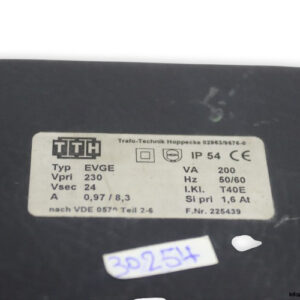 TTH
Trafo-Technik Hoppecke 02963/9676-0
IP 54 CE
Typ EVGE VA 200
Vpri 230 Hz 50/60
Vsec 24 I.Kl. T40E
A 0,97 / 8,3 Si pri 1,6 At
nach VDE 0570 Teil 2-6 F.Nr. 225439
30254